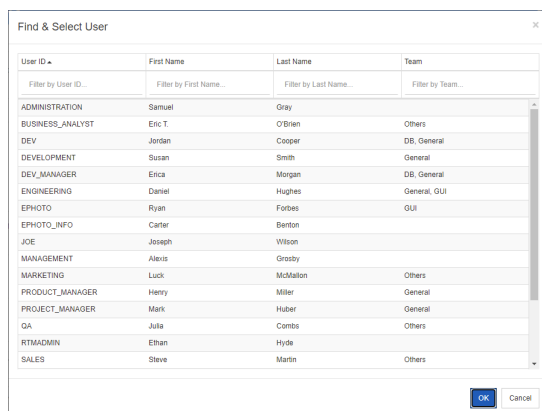 Find & Select User ×
User ID First Name Last Name Team
Filter by User ID... Filter by First Name... Filter by Last Name... Filter by Team...
ADMINISTRATION Samuel Gray
BUSINESS_ANALYST Eric T. O'Brien Others
DEV Jordan Cooper DB, General
DEVELOPMENT Susan Smith General
DEV_MANAGER Erica Morgan DB, General
ENGINEERING Daniel Hughes General, GUI
EPHOTO Ryan Forbes GUI
EPHOTO_INFO Carter Benton
JOE Joseph Wilson
MANAGEMENT Alexis Grosby
MARKETING Luck McMallon Others
PRODUCT_MANAGER Henry Miller General
PROJECT_MANAGER Mark Huber General
QA Julia Combs Others
RTMADMIN Ethan Hyde
SALES Steve Martin Others
OK Cancel